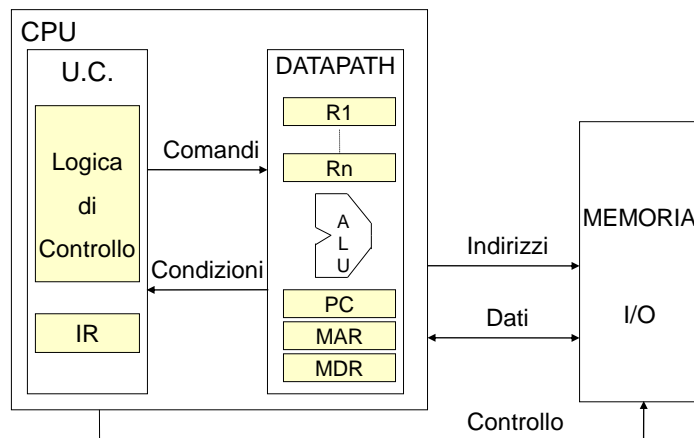 CPU
U.C.
Logica
di
Controllo
IR
Comandi
Condizioni
DATAPATH
R1
Rn
A
L
U
PC
MAR
MDR
Indirizzi
Dati
Controllo
MEMORIA
I/O